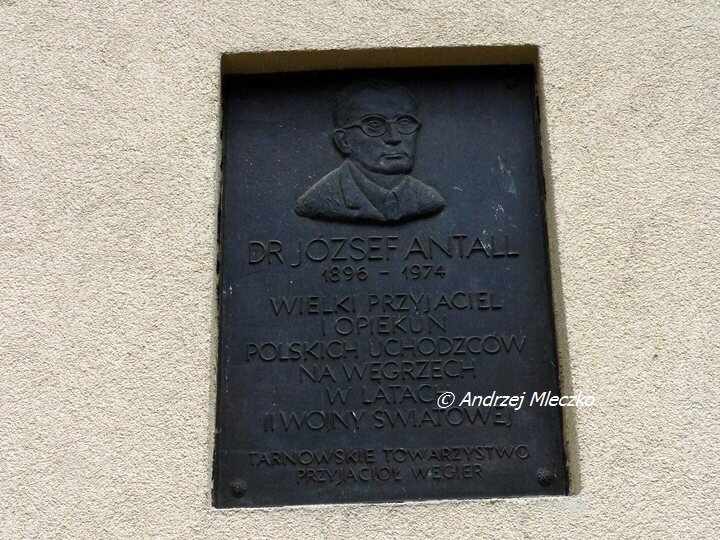 DR JÓZSEF ANTALL
1896 - 1974
WIELKI PRZYJACIEL
I OPIEKUN
POLSKICH UCHODZCÓW
NA WĘGRZECH
W LATACH
II WOJNY ŚWIATOWEJ
TARNOWSKIE TOWARZYSTWO
PRZYJACIÓŁ WĘGIER
© Andrzej Mleczko